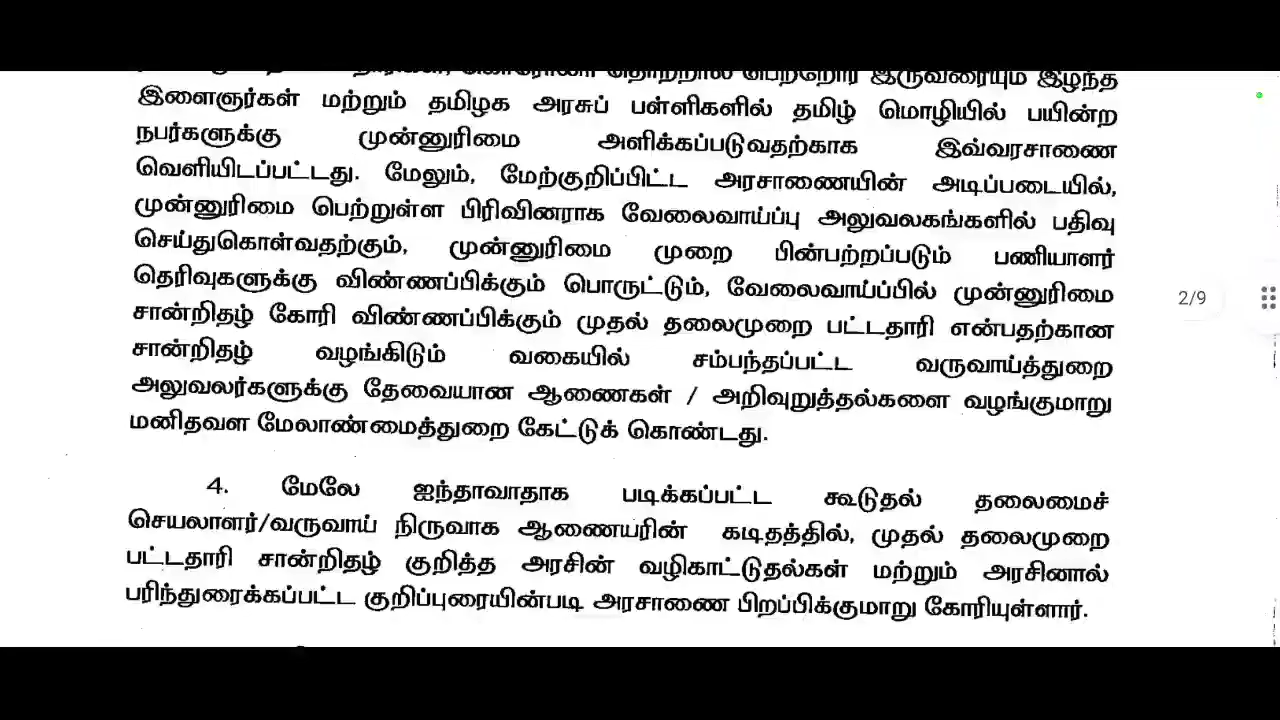 கொரோனா தொற்றால் பெற்றோர் இருவரையும் இழந்த
இளைஞர்கள் மற்றும் தமிழக அரசுப் பள்ளிகளில் தமிழ் மொழியில் பயின்ற
நபர்களுக்கு முன்னுரிமை அளிக்கப்படுவதற்காக இவ்வரசாணை
வெளியிடப்பட்டது. மேலும், மேற்குறிப்பிட்ட அரசாணையின் அடிப்படையில்,
முன்னுரிமை பெற்றுள்ள பிரிவினராக வேலைவாய்ப்பு அலுவலகங்களில் பதிவு
செய்துகொள்வதற்கும், முன்னுரிமை முறை பின்பற்றப்படும் பணியாளர்
தெரிவுகளுக்கு விண்ணப்பிக்கும் பொருட்டும், வேலைவாய்ப்பில் முன்னுரிமை
சான்றிதழ் கோரி விண்ணப்பிக்கும் முதல் தலைமுறை பட்டதாரி என்பதற்கான
சான்றிதழ் வழங்கிடும் வகையில் சம்பந்தப்பட்ட வருவாய்த்துறை
அலுவலர்களுக்கு தேவையான ஆணைகள் / அறிவுறுத்தல்களை வழங்குமாறு
மனிதவள மேலாண்மைத்துறை கேட்டுக் கொண்டது.
4. மேலே ஐந்தாவாதாக படிக்கப்பட்ட கூடுதல் தலைமைச்
செயலாளர்/வருவாய் நிருவாக ஆணையரின் கடிதத்தில், முதல் தலைமுறை
பட்டதாரி சான்றிதழ் குறித்த அரசின் வழிகாட்டுதல்கள் மற்றும் அரசினால்
பரிந்துரைக்கப்பட்ட குறிப்புரையின்படி அரசாணை பிறப்பிக்குமாறு கோரியுள்ளார்.
2/9